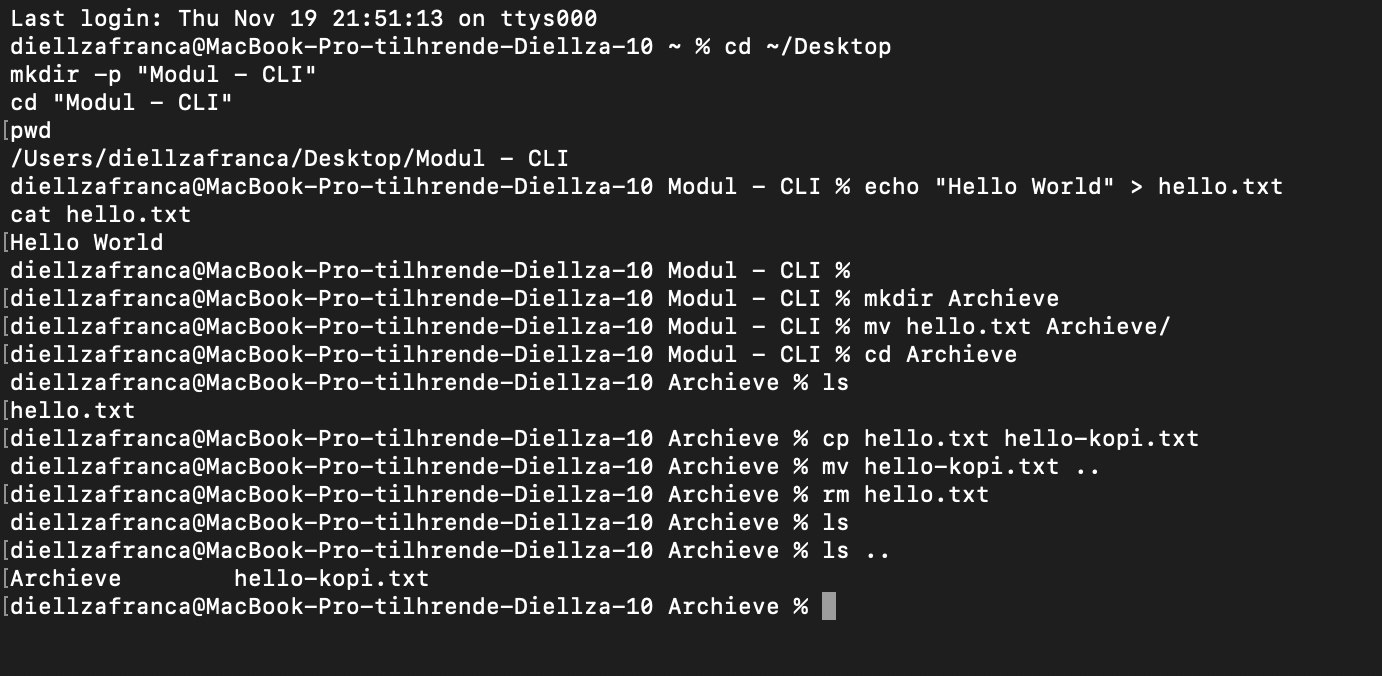 Last login: Thu Nov 19 21:51:13 on ttys000
diellzafranca@MacBook-Pro-tilhrende-Diellza-10 ~ % cd ~/Desktop
mkdir -p "Modul - CLI"
cd "Modul - CLI"
[pwd
/Users/diellzafranca/Desktop/Modul - CLI
diellzafranca@MacBook-Pro-tilhrende-Diellza-10 Modul - CLI % echo "Hello World" > hello.txt
cat hello.txt
[Hello World
diellzafranca@MacBook-Pro-tilhrende-Diellza-10 Modul - CLI %
[diellzafranca@MacBook-Pro-tilhrende-Diellza-10 Modul - CLI % mkdir Archieve
[diellzafranca@MacBook-Pro-tilhrende-Diellza-10 Modul - CLI % mv hello.txt Archieve/
[diellzafranca@MacBook-Pro-tilhrende-Diellza-10 Modul - CLI % cd Archieve
diellzafranca@MacBook-Pro-tilhrende-Diellza-10 Archieve % ls
[hello.txt
[diellzafranca@MacBook-Pro-tilhrende-Diellza-10 Archieve % cp hello.txt hello-kopi.txt
[diellzafranca@MacBook-Pro-tilhrende-Diellza-10 Archieve % mv hello-kopi.txt ..
[diellzafranca@MacBook-Pro-tilhrende-Diellza-10 Archieve % rm hello.txt
diellzafranca@MacBook-Pro-tilhrende-Diellza-10 Archieve % ls
[diellzafranca@MacBook-Pro-tilhrende-Diellza-10 Archieve % ls ..
[Archieve        hello-kopi.txt
[diellzafranca@MacBook-Pro-tilhrende-Diellza-10 Archieve %